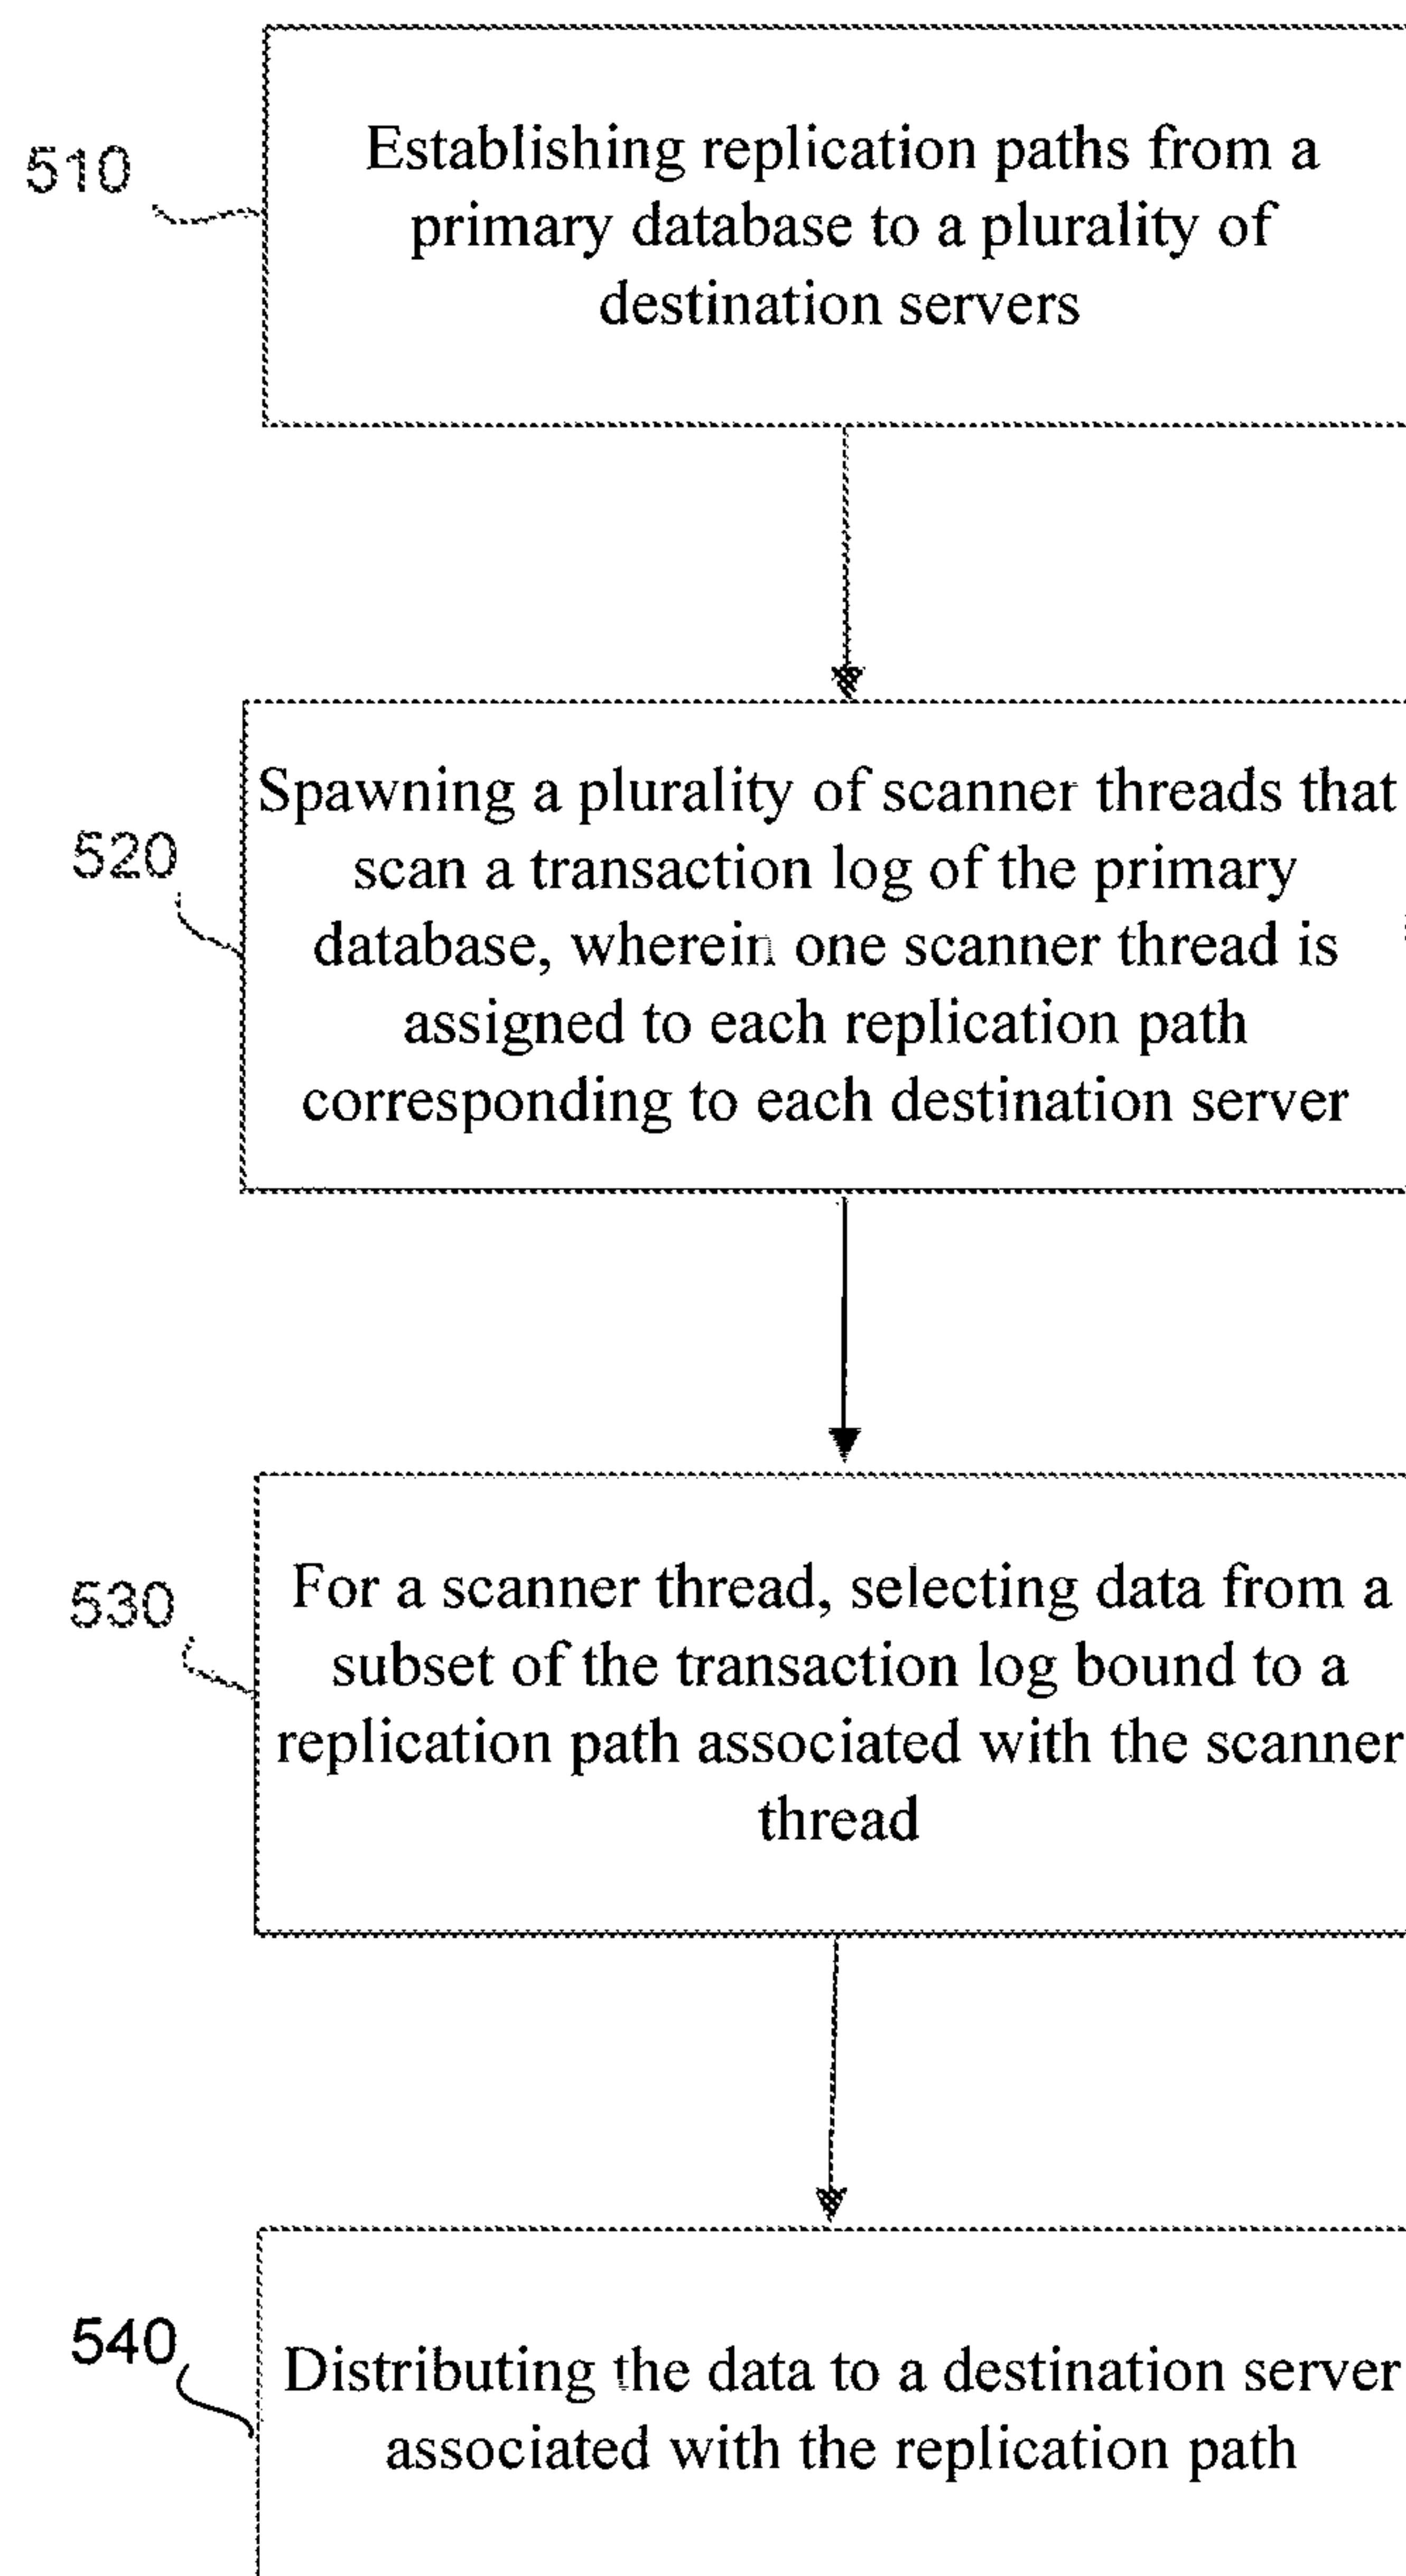 510
Establishing replication paths from a
primary database to a plurality of
destination servers
520
Spawning a plurality of scanner threads that
scan a transaction log of the primary
database, wherein one scanner thread is
assigned to each replication path
corresponding to each destination server
530
For a scanner thread, selecting data from a
subset of the transaction log bound to a
replication path associated with the scanner
thread
540
Distributing the data to a destination server
associated with the replication path